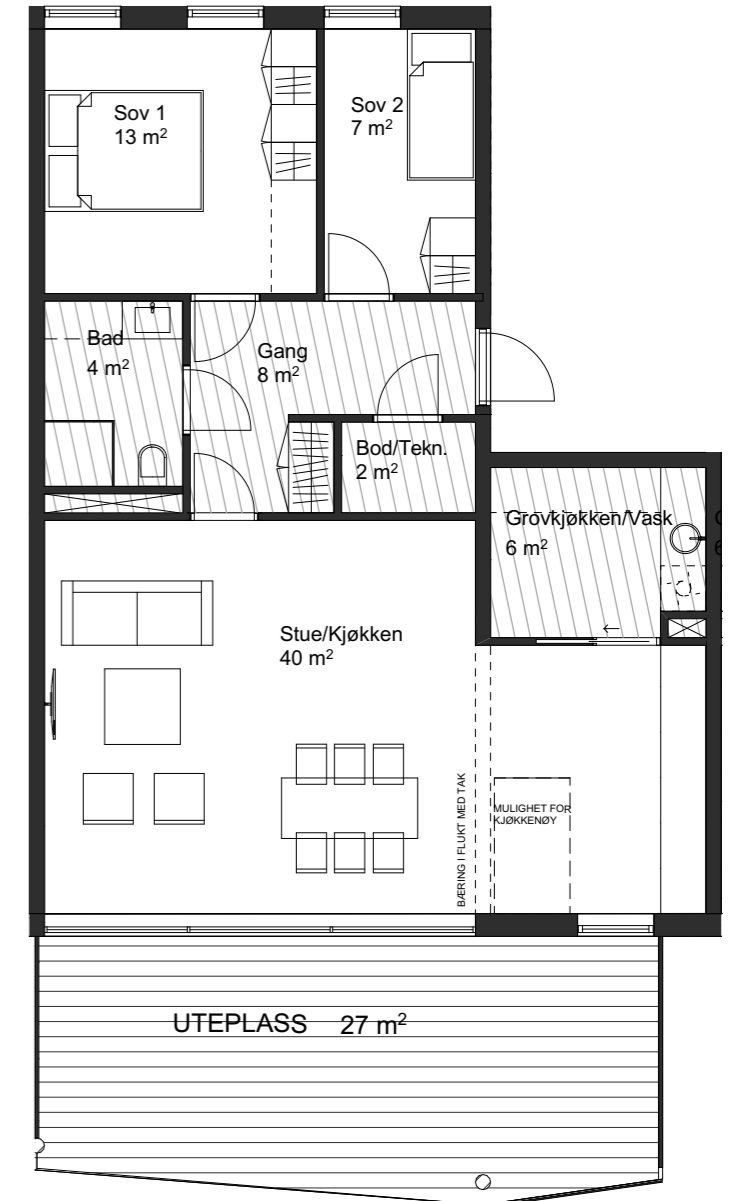 Sov 1
13 m²
Sov 2
7 m²
Bad
4 m²
Gang
8 m²
Bod/Tekn.
2 m²
Grovkjøkken/Vask
6 m²
Stue/Kjøkken
40 m²
BÆRING I FLUKT MED TAK
MULIGHET FOR
KJØKKENØY
UTEPLASS 27 m²